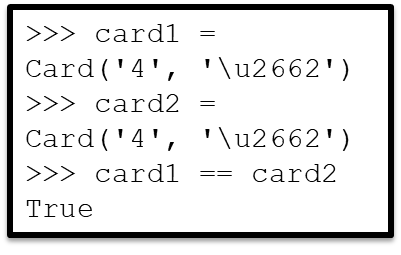 >>> card1 =
Card('4', '\u2662')
>>> card2 =
Card('4', '\u2662')
>>> card1 == card2
True